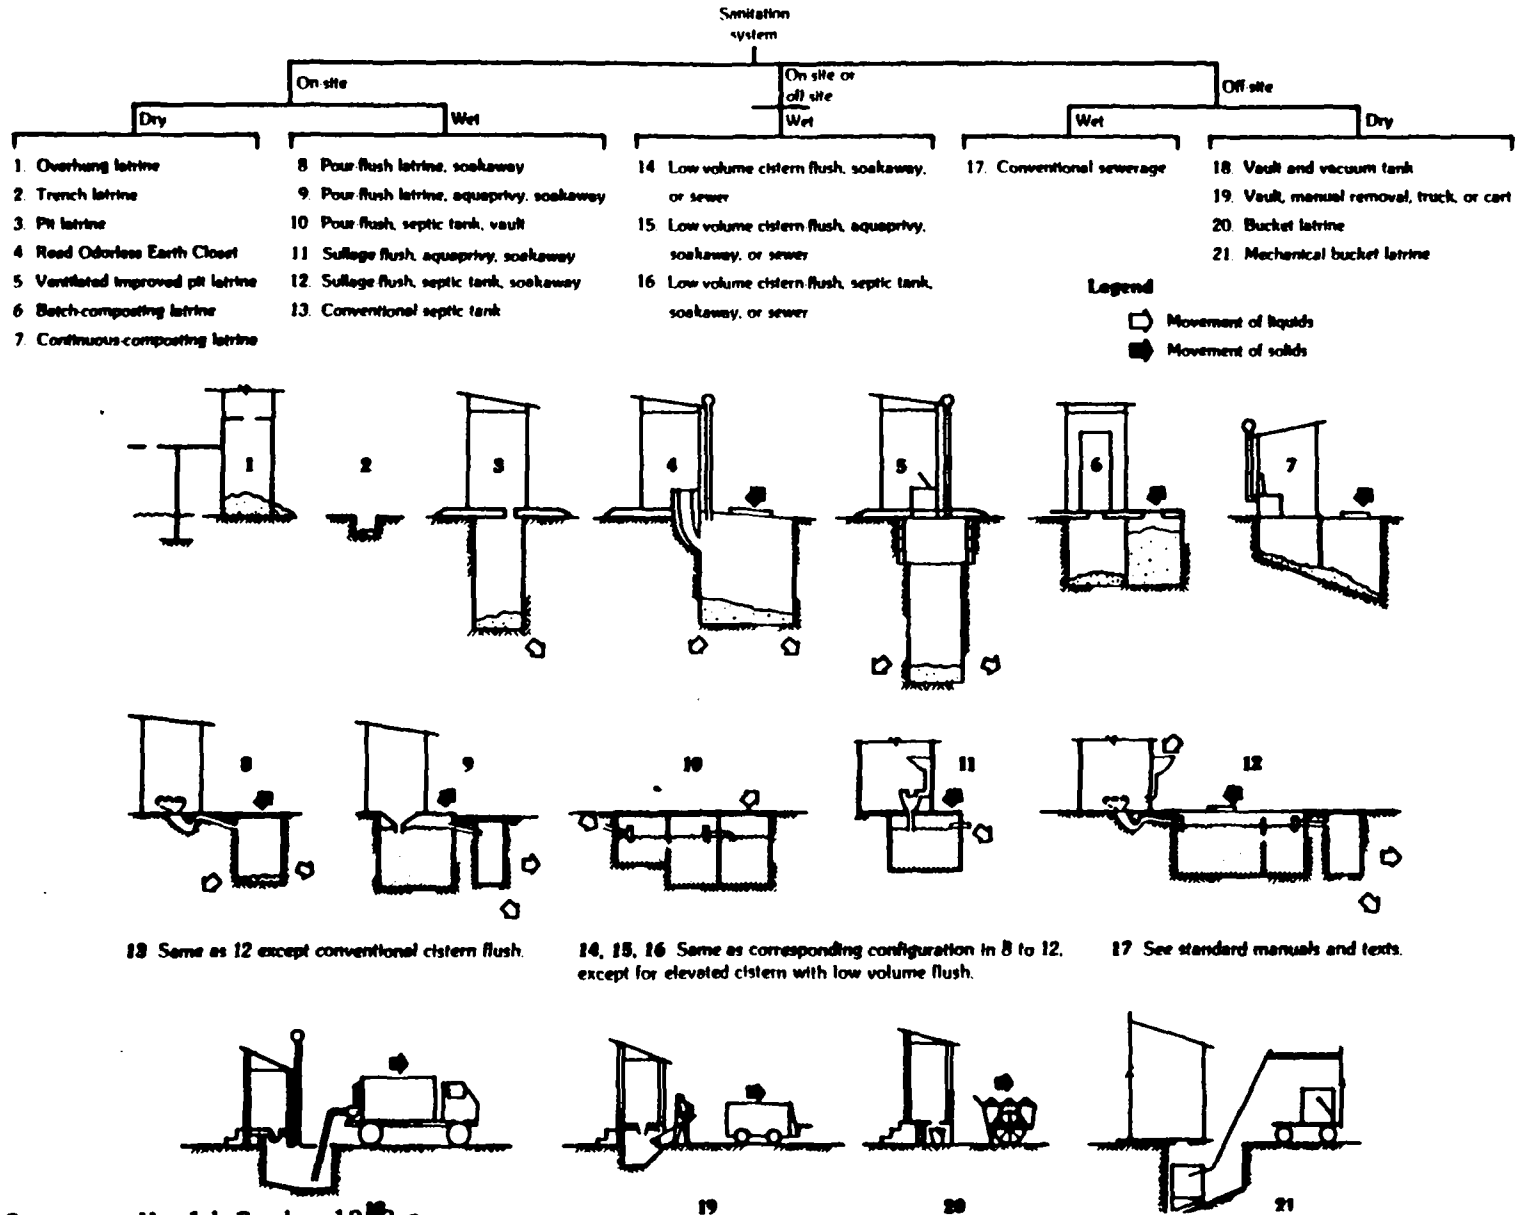 Sanitation
system
On-site
On-site or
off-site
Off-site
Dry
Wet
Wet
Wet
Dry
1. Overhung latrine
2. Trench latrine
3. Pit latrine
4 Reed Odorless Earth Closet
5 Ventilated improved pit latrine
6 Batch-composting latrine
7. Continuous-composting latrine
8 Pour-flush latrine, soakaway
9. Pour-flush latrine, aquaprivy, soakaway
10 Pour-flush, septic tank, vault
11 Sullage flush, aquaprivy, soakaway
12. Sullage-flush, septic tank, soakaway
13. Conventional septic tank
14 Low volume cistern flush, soakaway,
or sewer
15. Low volume cistern flush, aquaprivy,
soakaway, or sewer
16 Low volume cistern-flush, septic tank,
soakaway, or sewer
17. Conventional sewerage
18. Vault and vacuum tank
19. Vault, manual removal, truck, or cart
20. Bucket latrine
21. Mechanical bucket latrine
Legend
Movement of liquids
Movement of solids
1
2
3
4
5
6
7
8
9
10
11
12
13 Same as 12 except conventional cistern flush.
14, 15, 16 Same as corresponding configuration in 8 to 12,
except for elevated cistern with low volume flush.
17 See standard manuals and texts.
18
19
20
21